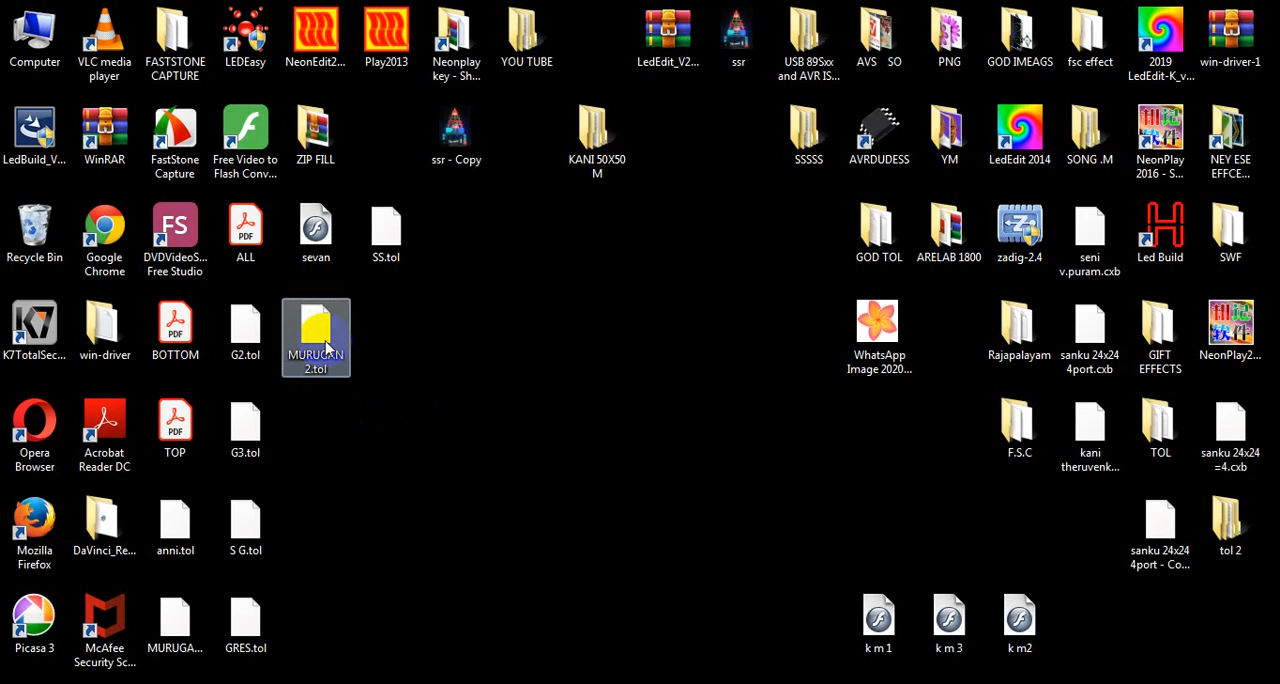 Computer
VLC media
player
FASTSTONE
CAPTURE
LEDEasy
NeonEdit2...
Play2013
Neonplay
key - Sh...
YOU TUBE
LedEdit_V2...
ssr
USB 89Sxx
and AVR IS...
AVS SO
PNG
GOD IMEAGS
fsc effect
2019
LedEdit-K_v...
win-driver-1
LedBuild_V...
WinRAR
FastStone
Capture
Free Video to
Flash Conv...
ZIP FILL
ssr - Copy
KANI 50X50
M
SSSSS
AVRDUDESS
YM
LedEdit 2014
SONG .M
NeonPlay
2016 - S...
NEY ESE
EFFCE...
Recycle Bin
Google
Chrome
FS
DVDVideoS...
Free Studio
PDF
ALL
sevan
SS.tol
GOD TOL
ARELAB 1800
zadig-2.4
seni
v.puram.cxb
Led Build
SWF
K7
K7TotalSec...
win-driver
PDF
BOTTOM
G2.tol
MURUGAN
2.tol
WhatsApp
Image 2020...
Rajapalayam
sanku 24x24
4port.cxb
GIFT
EFFECTS
NeonPlay2...
Opera
Browser
Acrobat
Reader DC
PDF
TOP
G3.tol
F.S.C
kani
theruvenk...
TOL
sanku 24x24
=4.cxb
Mozilla
Firefox
DaVinci_Re...
anni.tol
S G.tol
sanku 24x24
4port - Co...
tol 2
Picasa 3
McAfee
Security Sc...
MURUGA...
GRES.tol
k m 1
k m 3
k m2